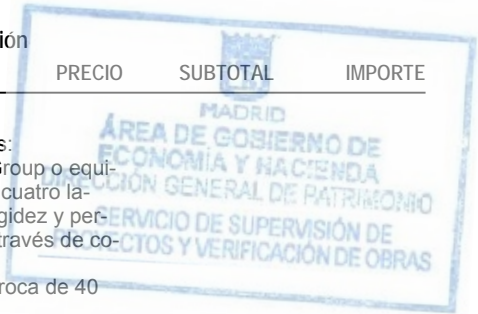 ión
PRECIO SUBTOTAL IMPORTE
MADRID
s:
ÁREA DE GOBIERNO DE
Group o equi-
ECONOMÍA Y HACIENDA
cuatro la-
DIRECCIÓN GENERAL DE PATRIMONIO
gidez y per-
SERVICIO DE SUPERVISIÓN DE
través de co-
PROYECTOS Y VERIFICACIÓN DE OBRAS
roca de 40